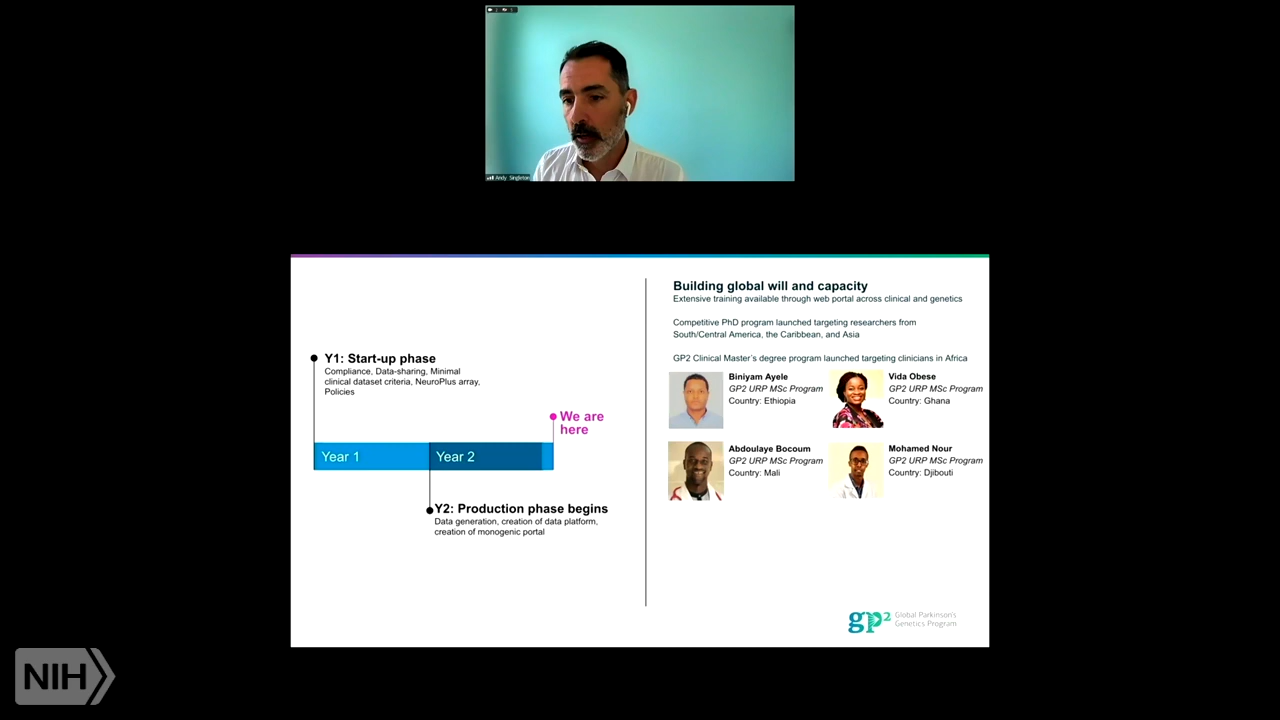 Andy Singleton
Building global will and capacity
Extensive training available through web portal across clinical and genetics
Competitive PhD program launched targeting researchers from
South/Central America, the Caribbean, and Asia
GP2 Clinical Master's degree program launched targeting clinicians in Africa
Y1: Start-up phase
Compliance, Data-sharing, Minimal
clinical dataset criteria, NeuroPlus array,
Policies
We are
here
Year 1
Year 2
Y2: Production phase begins
Data generation, creation of data platform,
creation of monogenic portal
Biniyam Ayele
GP2 URP MSc Program
Country: Ethiopia
Vida Obese
GP2 URP MSc Program
Country: Ghana
Abdoulaye Bocoum
GP2 URP MSc Program
Country: Mali
Mohamed Nour
GP2 URP MSc Program
Country: Djibouti
gp2
Global Parkinson's
Genetics Program
NIH